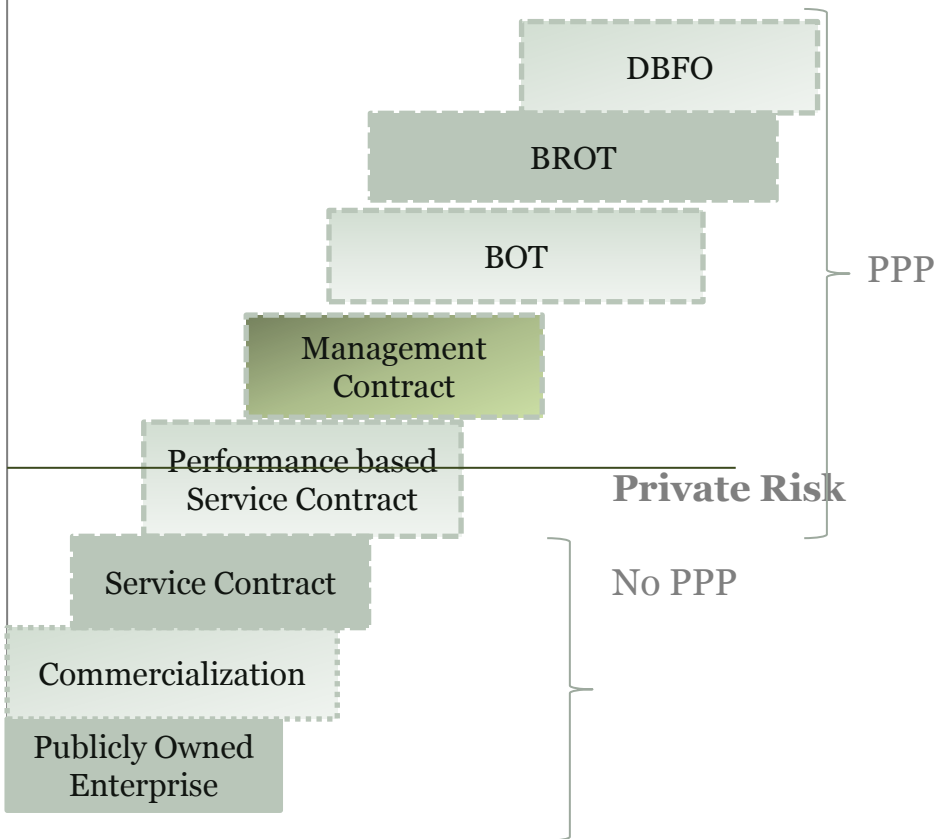 DBFO
BROT
BOT
PPP
Management
Contract
Performance based
Service Contract
Private Risk
Service Contract
No PPP
Commercialization
Publicly Owned
Enterprise